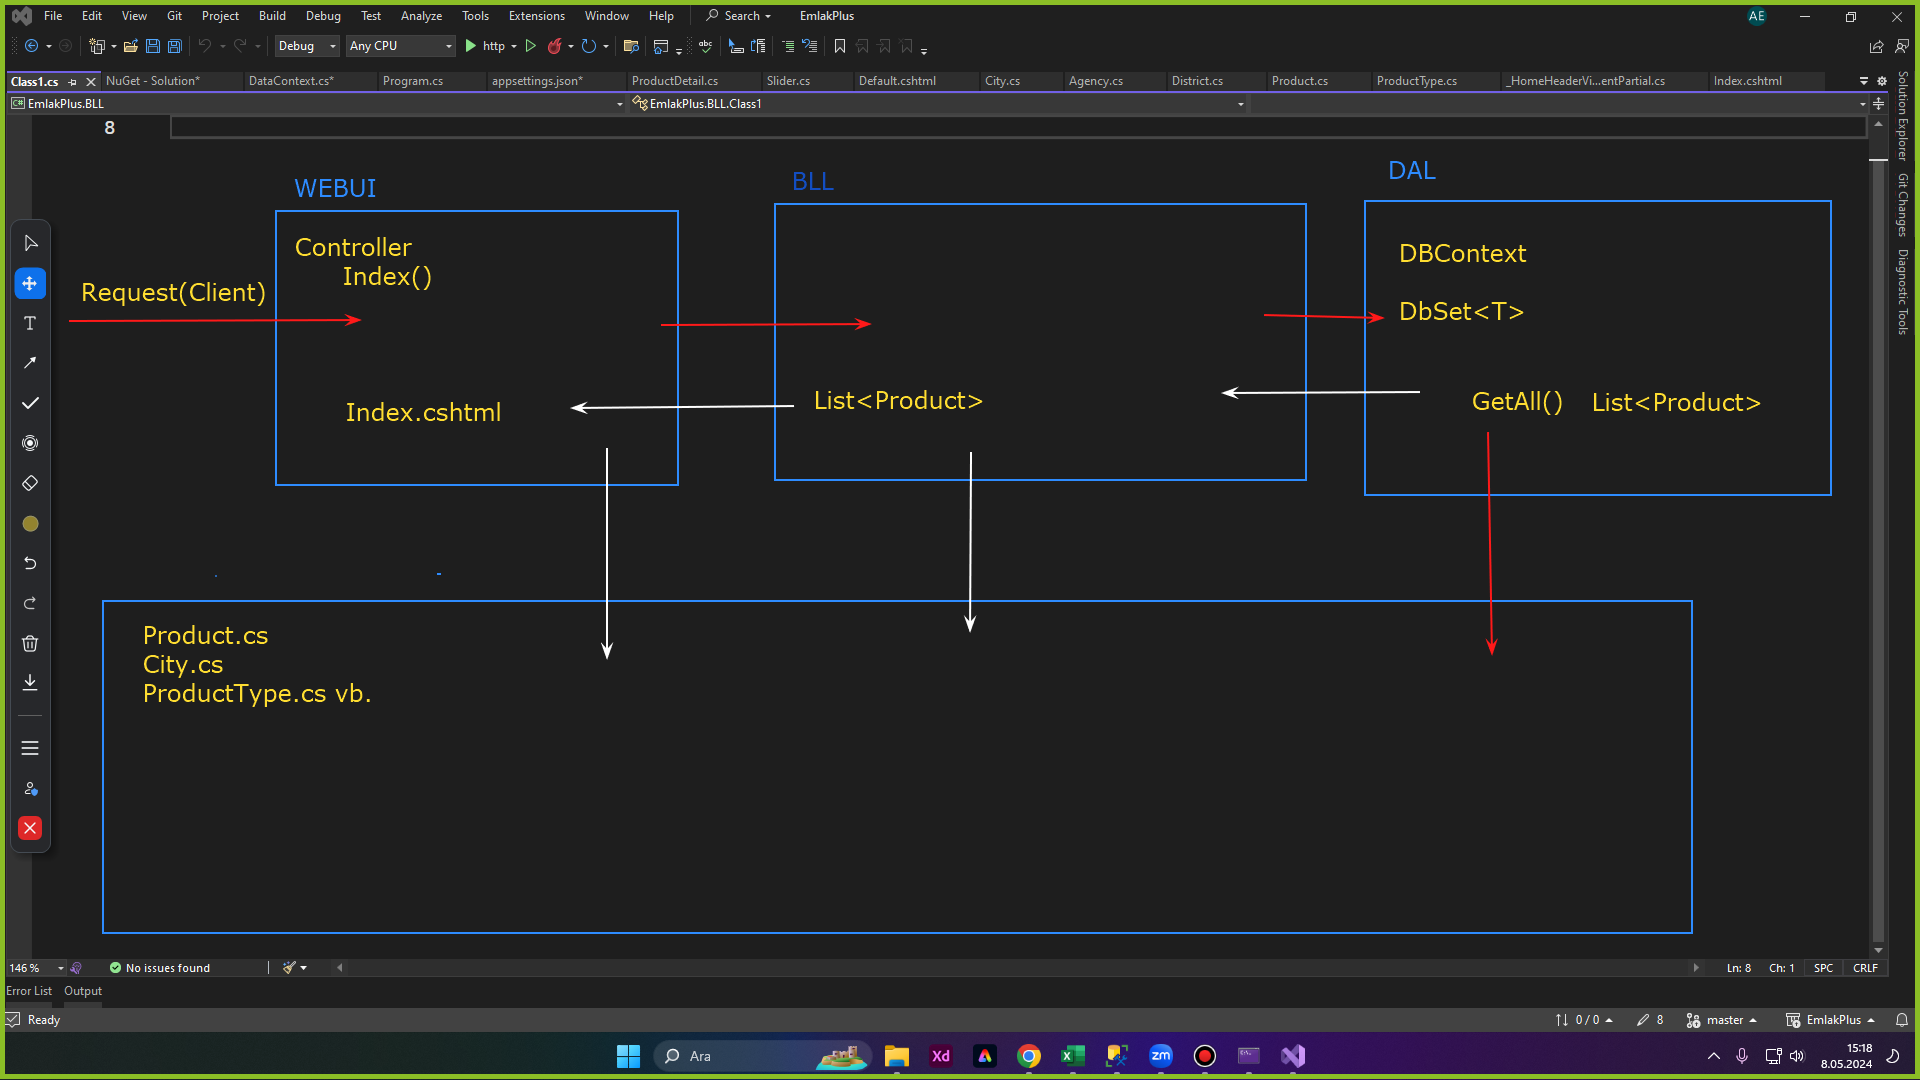 File Edit View Git Project Build Debug Test Analyze Tools Extensions Window Help Search EmlakPlus AE
Debug Any CPU http
Class1.cs NuGet - Solution* DataContext.cs* Program.cs appsettings.json* ProductDetail.cs Slider.cs Default.cshtml City.cs Agency.cs District.cs Product.cs ProductType.cs _HomeHeaderVi...entPartial.cs Index.cshtml
C# EmlakPlus.BLL EmlakPlus.BLL.Class1
8
Solution Explorer
Git Changes
Diagnostic Tools
WEBUI
BLL
DAL
Controller
Index()
Request(Client)
DBContext
DbSet<T>
Index.cshtml
List<Product>
GetAll() List<Product>
Product.cs
City.cs
ProductType.cs vb.
146 % No issues found Ln: 8 Ch: 1 SPC CRLF
Error List Output
Ready 0 / 0 8 master EmlakPlus
Ara
Xd
zm
15:18
8.05.2024